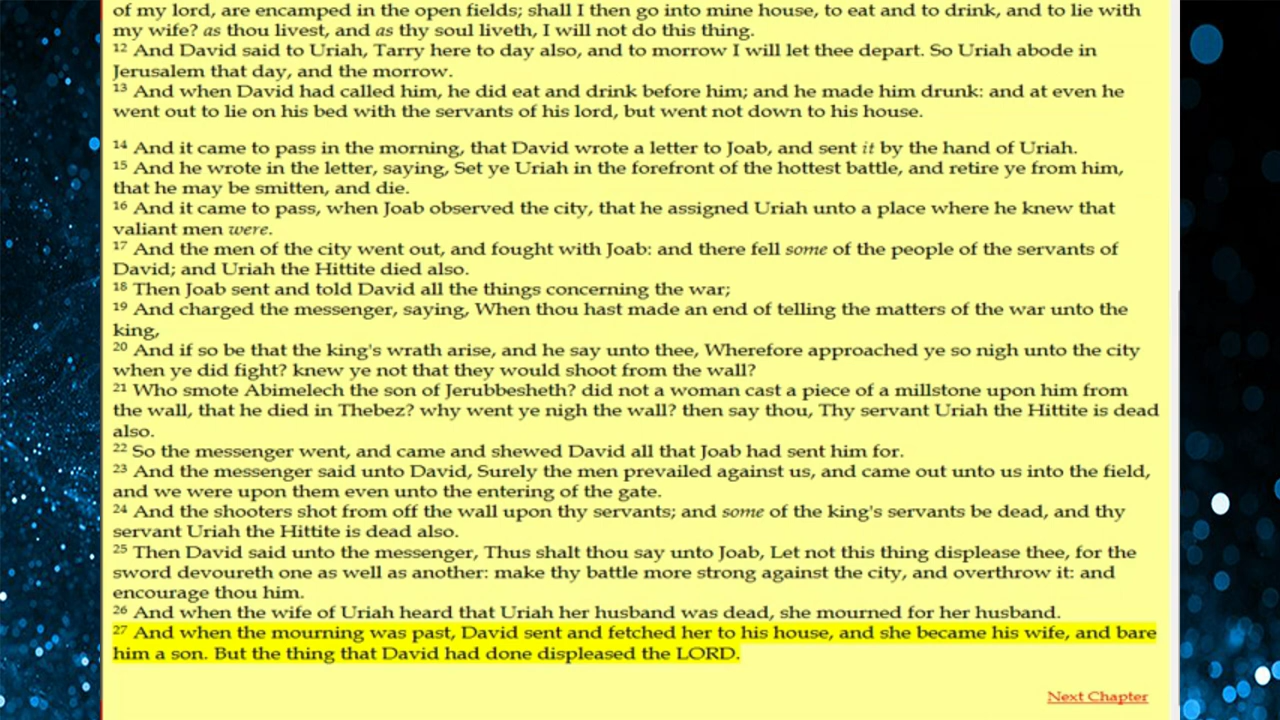 of my lord, are encamped in the open fields; shall I then go into mine house, to eat and to drink, and to lie with
my wife? as thou livest, and as thy soul liveth, I will not do this thing.
12 And David said to Uriah, Tarry here to day also, and to morrow I will let thee depart. So Uriah abode in
Jerusalem that day, and the morrow.
13 And when David had called him, he did eat and drink before him; and he made him drunk: and at even he
went out to lie on his bed with the servants of his lord, but went not down to his house.
14 And it came to pass in the morning, that David wrote a letter to Joab, and sent it by the hand of Uriah.
15 And he wrote in the letter, saying, Set ye Uriah in the forefront of the hottest battle, and retire ye from him,
that he may be smitten, and die.
16 And it came to pass, when Joab observed the city, that he assigned Uriah unto a place where he knew that
valiant men were.
17 And the men of the city went out, and fought with Joab: and there fell some of the people of the servants of
David; and Uriah the Hittite died also.
18 Then Joab sent and told David all the things concerning the war;
19 And charged the messenger, saying, When thou hast made an end of telling the matters of the war unto the
king,
20 And if so be that the king's wrath arise, and he say unto thee, Wherefore approached ye so nigh unto the city
when ye did fight? knew ye not that they would shoot from the wall?
21 Who smote Abimelech the son of Jerubbesheth? did not a woman cast a piece of a millstone upon him from
the wall, that he died in Thebez? why went ye nigh the wall? then say thou, Thy servant Uriah the Hittite is dead
also.
22 So the messenger went, and came and shewed David all that Joab had sent him for.
23 And the messenger said unto David, Surely the men prevailed against us, and came out unto us into the field,
and we were upon them even unto the entering of the gate.
24 And the shooters shot from off the wall upon thy servants; and some of the king's servants be dead, and thy
servant Uriah the Hittite is dead also.
25 Then David said unto the messenger, Thus shalt thou say unto Joab, Let not this thing displease thee, for the
sword devoureth one as well as another: make thy battle more strong against the city, and overthrow it: and
encourage thou him.
26 And when the wife of Uriah heard that Uriah her husband was dead, she mourned for her husband.
27 And when the mourning was past, David sent and fetched her to his house, and she became his wife, and bare
him a son. But the thing that David had done displeased the LORD.
Next Chapter